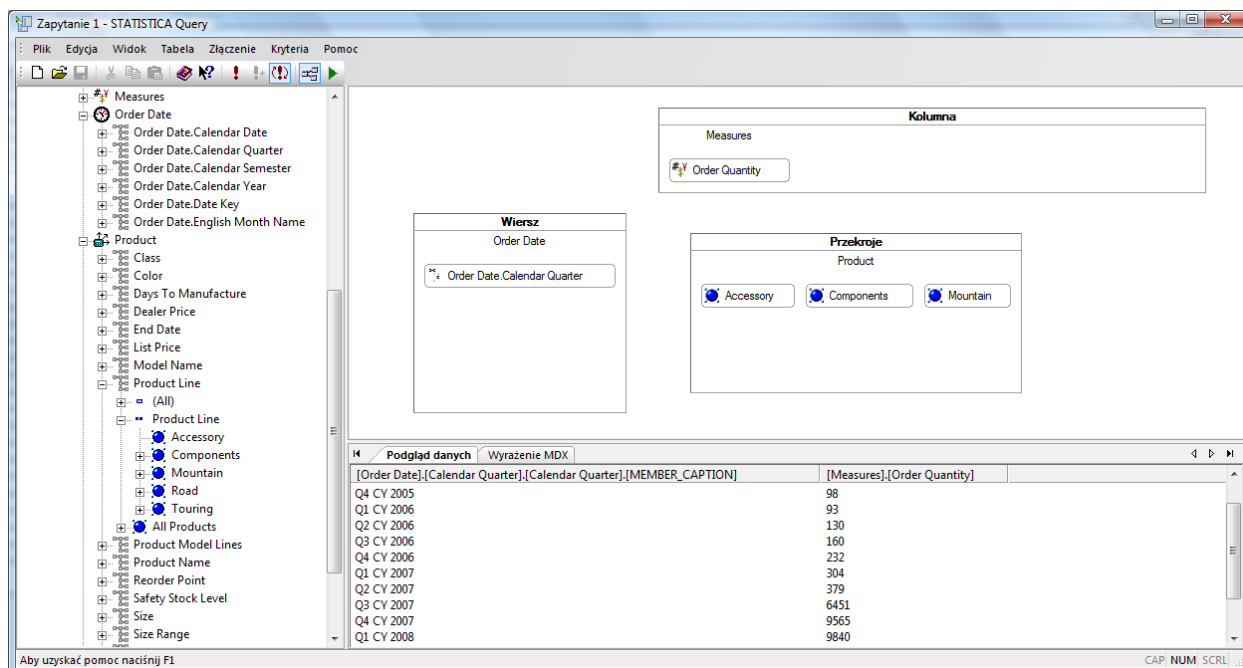 Zapytanie 1 - STATISTICA Query
Plik Edycja Widok Tabela Złączenie Kryteria Pomoc
Measures
Order Date
Order Date.Calendar Date
Order Date.Calendar Quarter
Order Date.Calendar Semester
Order Date.Calendar Year
Order Date.Date Key
Order Date.English Month Name
Product
Class
Color
Days To Manufacture
Dealer Price
End Date
List Price
Model Name
Product Line
(All)
Product Line
Accessory
Components
Mountain
Road
Touring
All Products
Product Model Lines
Product Name
Reorder Point
Safety Stock Level
Size
Size Range
Kolumna
Measures
Order Quantity
Wiersz
Order Date
Order Date.Calendar Quarter
Przekroje
Product
Accessory Components Mountain
Podgląd danych Wyrażenie MDX
[Order Date].[Calendar Quarter].[Calendar Quarter].[MEMBER_CAPTION] [Measures].[Order Quantity]
Q4 CY 2005 98
Q1 CY 2006 93
Q2 CY 2006 130
Q3 CY 2006 160
Q4 CY 2006 232
Q1 CY 2007 304
Q2 CY 2007 379
Q3 CY 2007 6451
Q4 CY 2007 9565
Q1 CY 2008 9840
Aby uzyskać pomoc naciśnij F1 CAP NUM SCRL